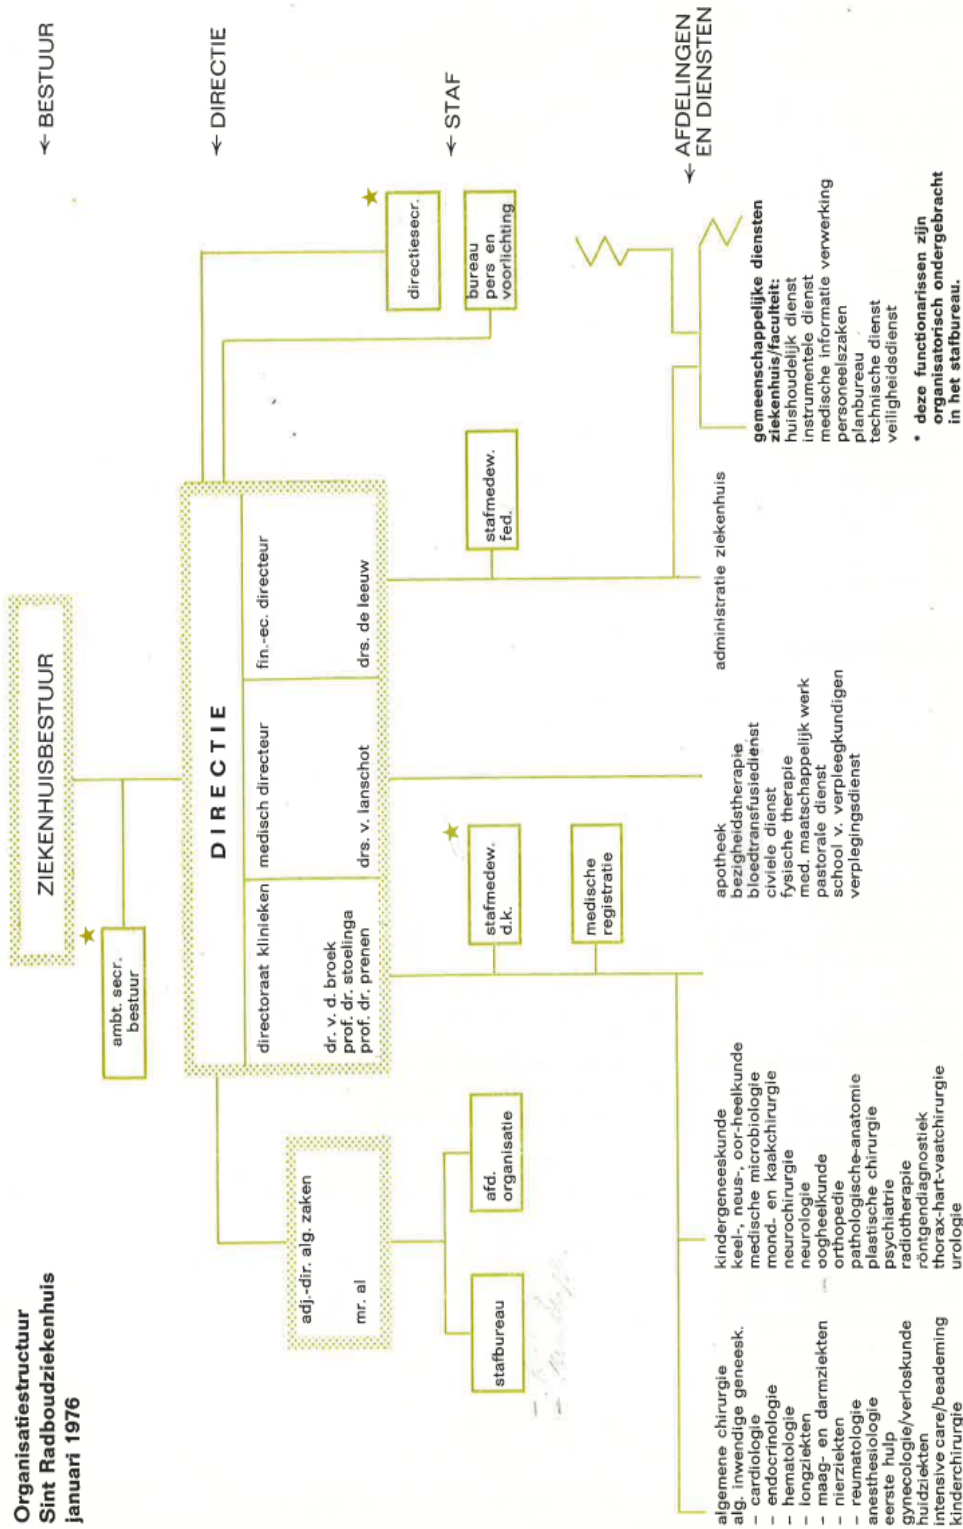 Organisatiestructuur
Sint Radboudziekenhuis
januari 1976
← BESTUUR
← DIRECTIE
← STAF
← AFDELINGEN
EN DIENSTEN
ZIEKENHUISBESTUUR
ambt. secr.
bestuur
DIRECTIE
directoraat klinieken
dr. v. d. broek
prof. dr. stoelinga
prof. dr. prenen
medisch directeur
drs. v. lanschot
fin.-ec. directeur
drs. de leeuw
adj.-dir. alg. zaken
mr. al
directiesecr.
bureau
pers en
voorlichting
stafbureau
afd.
organisatie
stafmedew.
d.k.
medische
registratie
stafmedew.
fed.
algemene chirurgie
alg. inwendige geneesk.
– cardiologie
– endocrinologie
– hematologie
– longziekten
– maag- en darmziekten
– nierziekten
– reumatologie
anesthesiologie
eerste hulp
gynecologie/verloskunde
huidziekten
intensive care/beademing
kinderchirurgie
kindergeneeskunde
keel-, neus-, oor-heelkunde
medische microbiologie
mond- en kaakchirurgie
neurochirurgie
neurologie
oogheelkunde
orthopedie
pathologische-anatomie
plastische chirurgie
psychiatrie
radiotherapie
röntgendiagnostiek
thorax-hart-vaatchirurgie
urologie
apotheek
bezigheidstherapie
bloedtransfusiedienst
civiele dienst
fysische therapie
med. maatschappelijk werk
pastorale dienst
school v. verpleegkundigen
verplegingsdienst
administratie ziekenhuis
gemeenschappelijke diensten
ziekenhuis/faculteit:
huishoudelijk dienst
instrumentele dienst
medische informatie verwerking
personeelszaken
planbureau
technische dienst
veiligheidsdienst
* deze functionarissen zijn
organisatorisch ondergebracht
in het stafbureau.